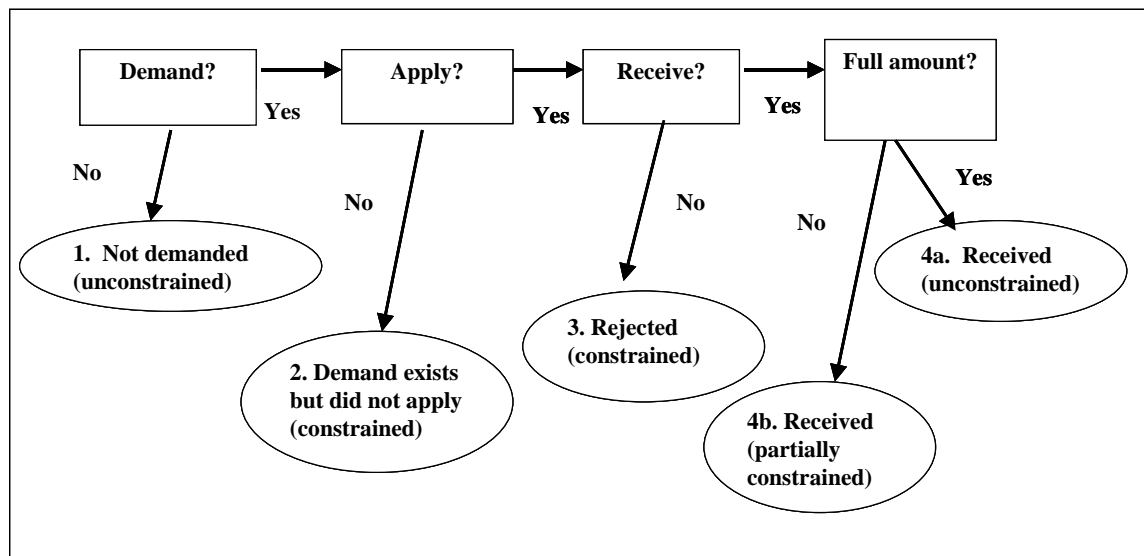 Demand?
Yes
Apply?
Yes
Receive?
Yes
Full amount?
No
No
No
No
Yes
1. Not demanded
(unconstrained)
2. Demand exists
but did not apply
(constrained)
3. Rejected
(constrained)
4b. Received
(partially
constrained)
4a. Received
(unconstrained)